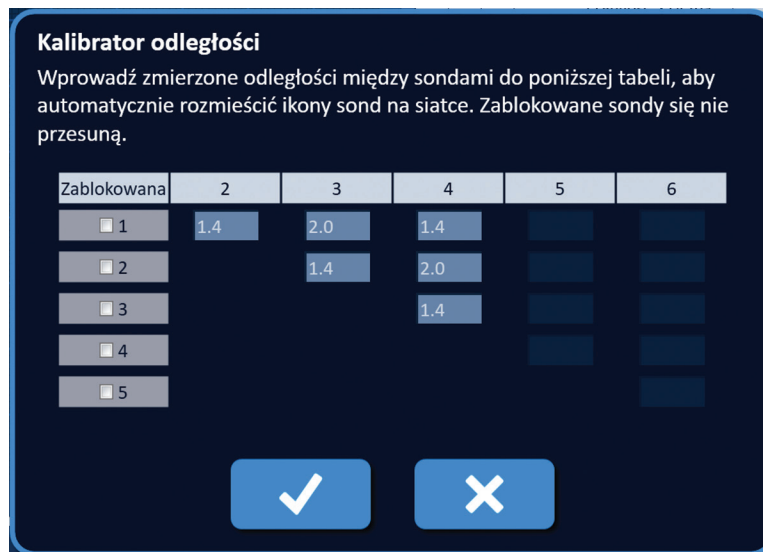 Kalibrator odległości
Wprowadź zmierzone odległości między sondami do poniższej tabeli, aby
automatycznie rozmieścić ikony sond na siatce. Zablokowane sondy się nie
przesuną.
Zablokowana 2 3 4 5 6
1 1.4 2.0 1.4
2 1.4 2.0
3 1.4
4
5